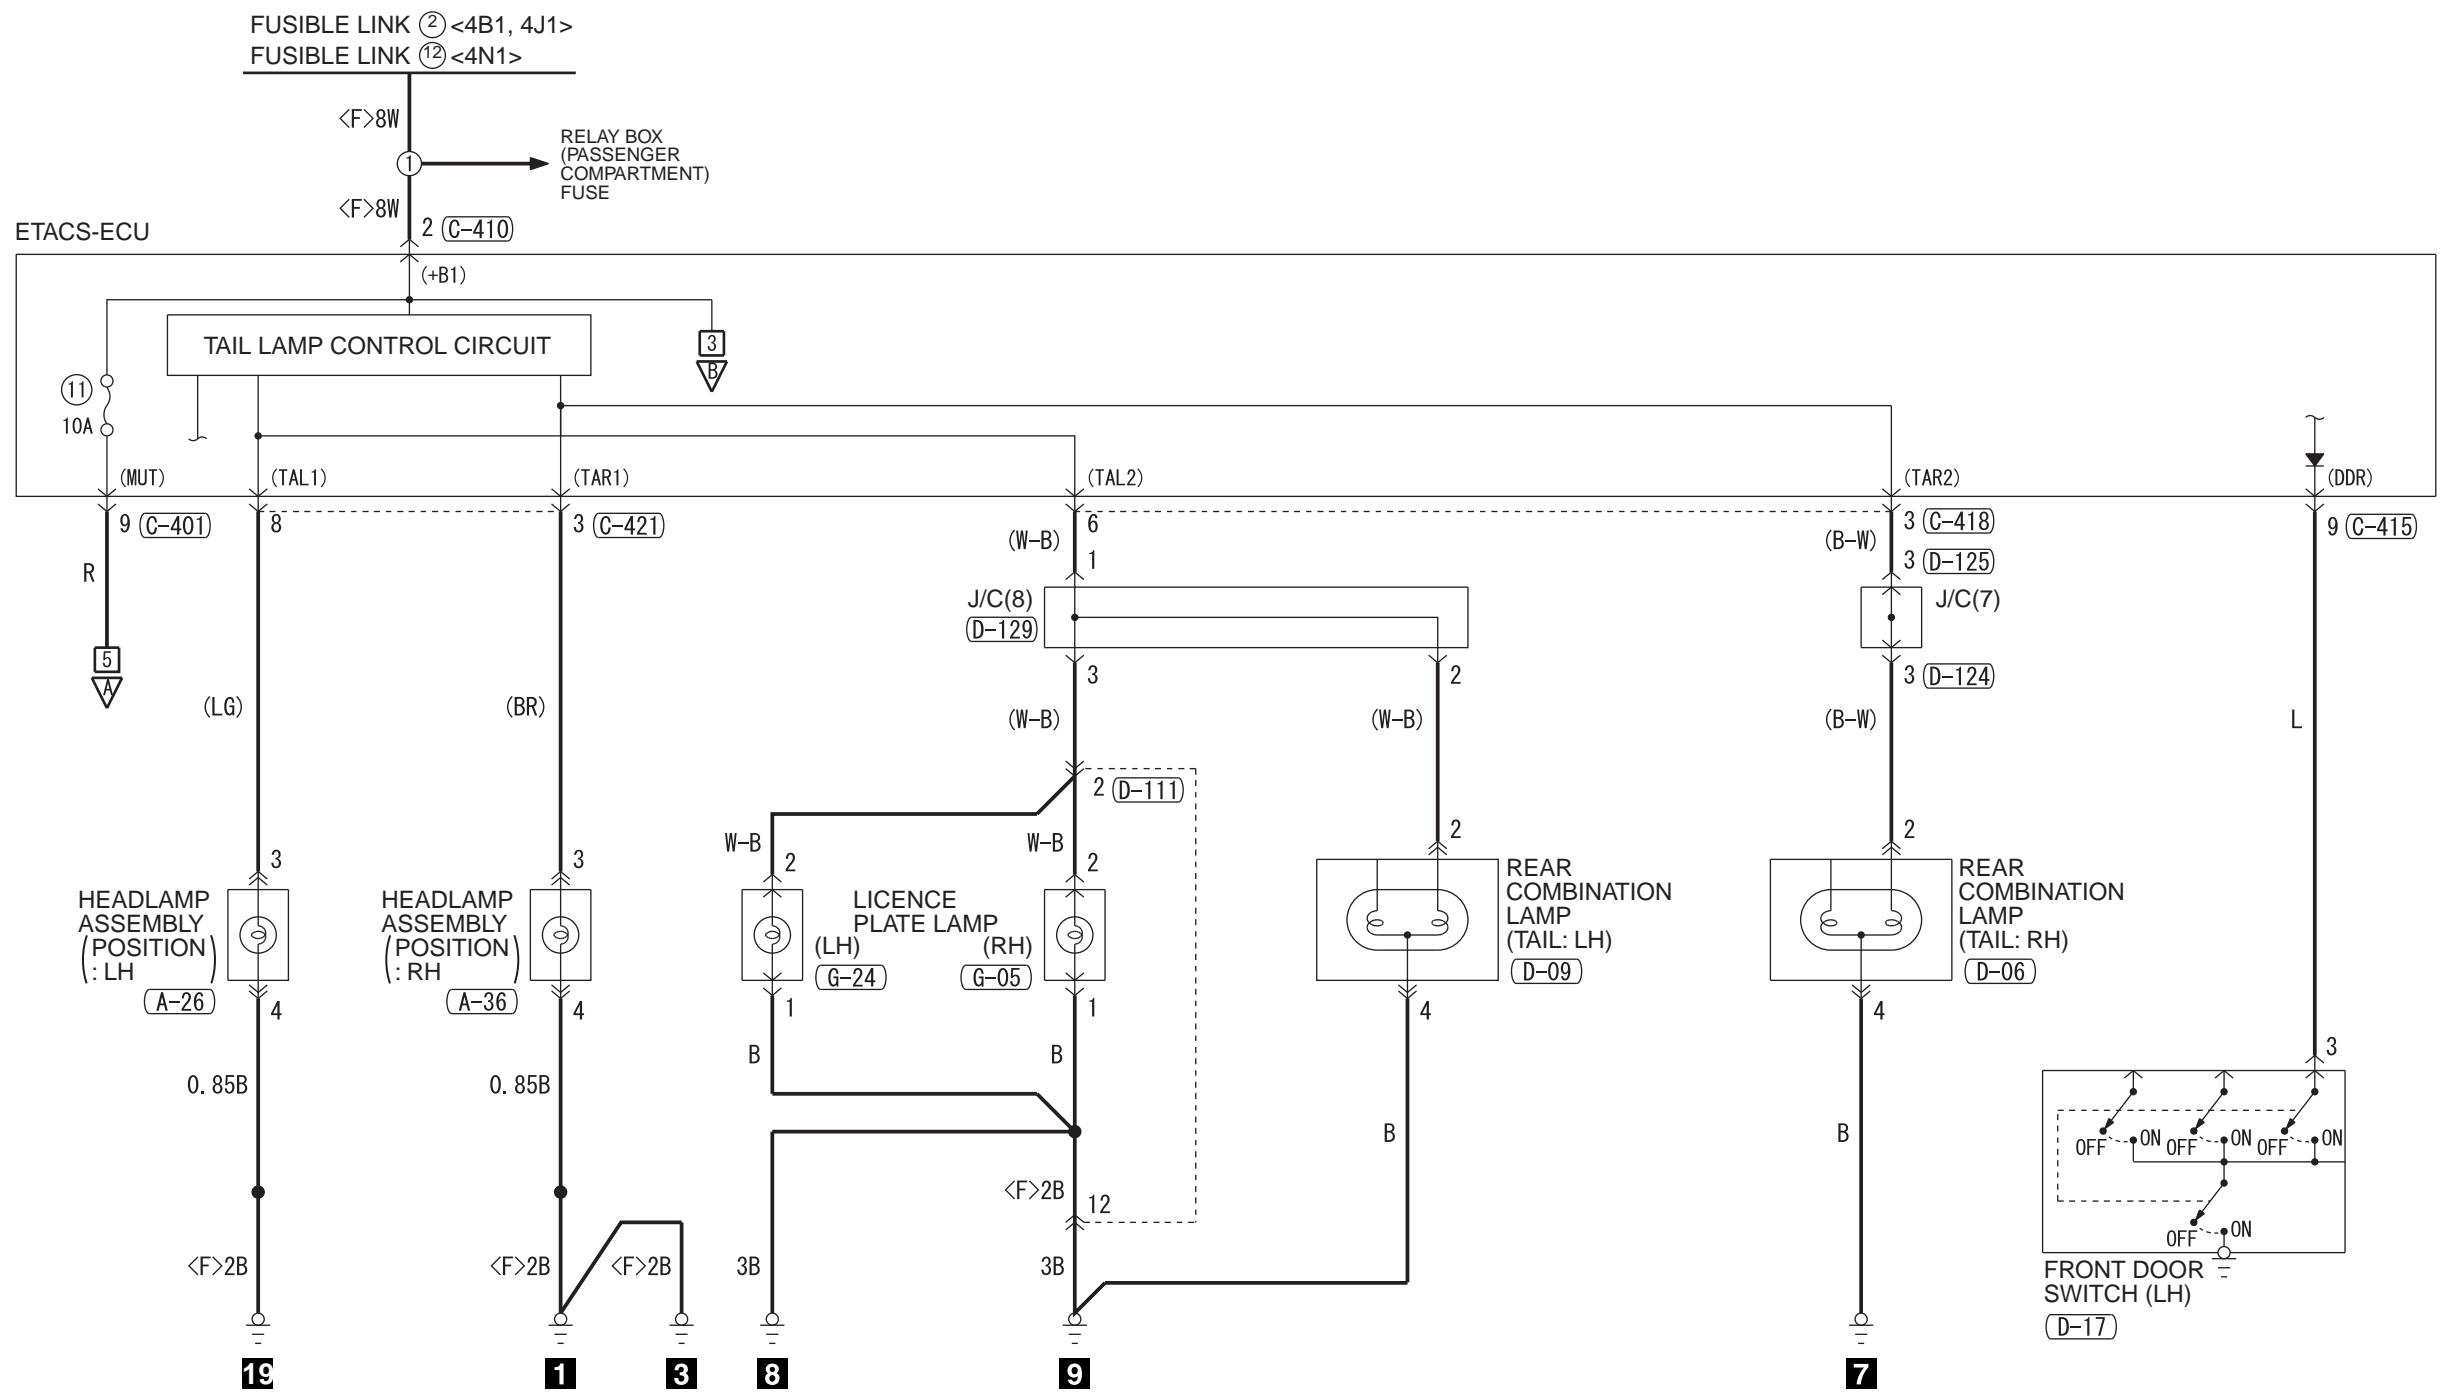 FUSIBLE LINK ② <4B1, 4J1>
FUSIBLE LINK ⑫ <4N1>
<F>8W
1
RELAY BOX
(PASSENGER
COMPARTMENT)
FUSE
<F>8W
2 C-410
ETACS-ECU
(+B1)
TAIL LAMP CONTROL CIRCUIT
3
B
11
10A
(MUT)
(TAL1)
(TAR1)
(TAL2)
(TAR2)
(DDR)
9 C-401
8
3 C-421
6
3 C-418
9 C-415
(W-B)
(B-W)
1
3 D-125
R
J/C(8)
D-129
J/C(7)
5
A
3
2
3 D-124
(LG)
(BR)
(W-B)
(W-B)
(B-W)
L
2 D-111
W-B
W-B
2
2
2
2
3
3
HEADLAMP
ASSEMBLY
(POSITION
: LH)
A-26
HEADLAMP
ASSEMBLY
(POSITION
: RH)
A-36
LICENCE
PLATE LAMP
(LH)
(RH)
G-24
G-05
REAR
COMBINATION
LAMP
(TAIL: LH)
D-09
REAR
COMBINATION
LAMP
(TAIL: RH)
D-06
4
4
1
1
4
4
B
B
3
0.85B
0.85B
B
B
OFF
ON
OFF
ON
OFF
ON
<F>2B
12
OFF
ON
<F>2B
<F>2B
<F>2B
3B
3B
FRONT DOOR
SWITCH (LH)
D-17
19
1
3
8
9
7